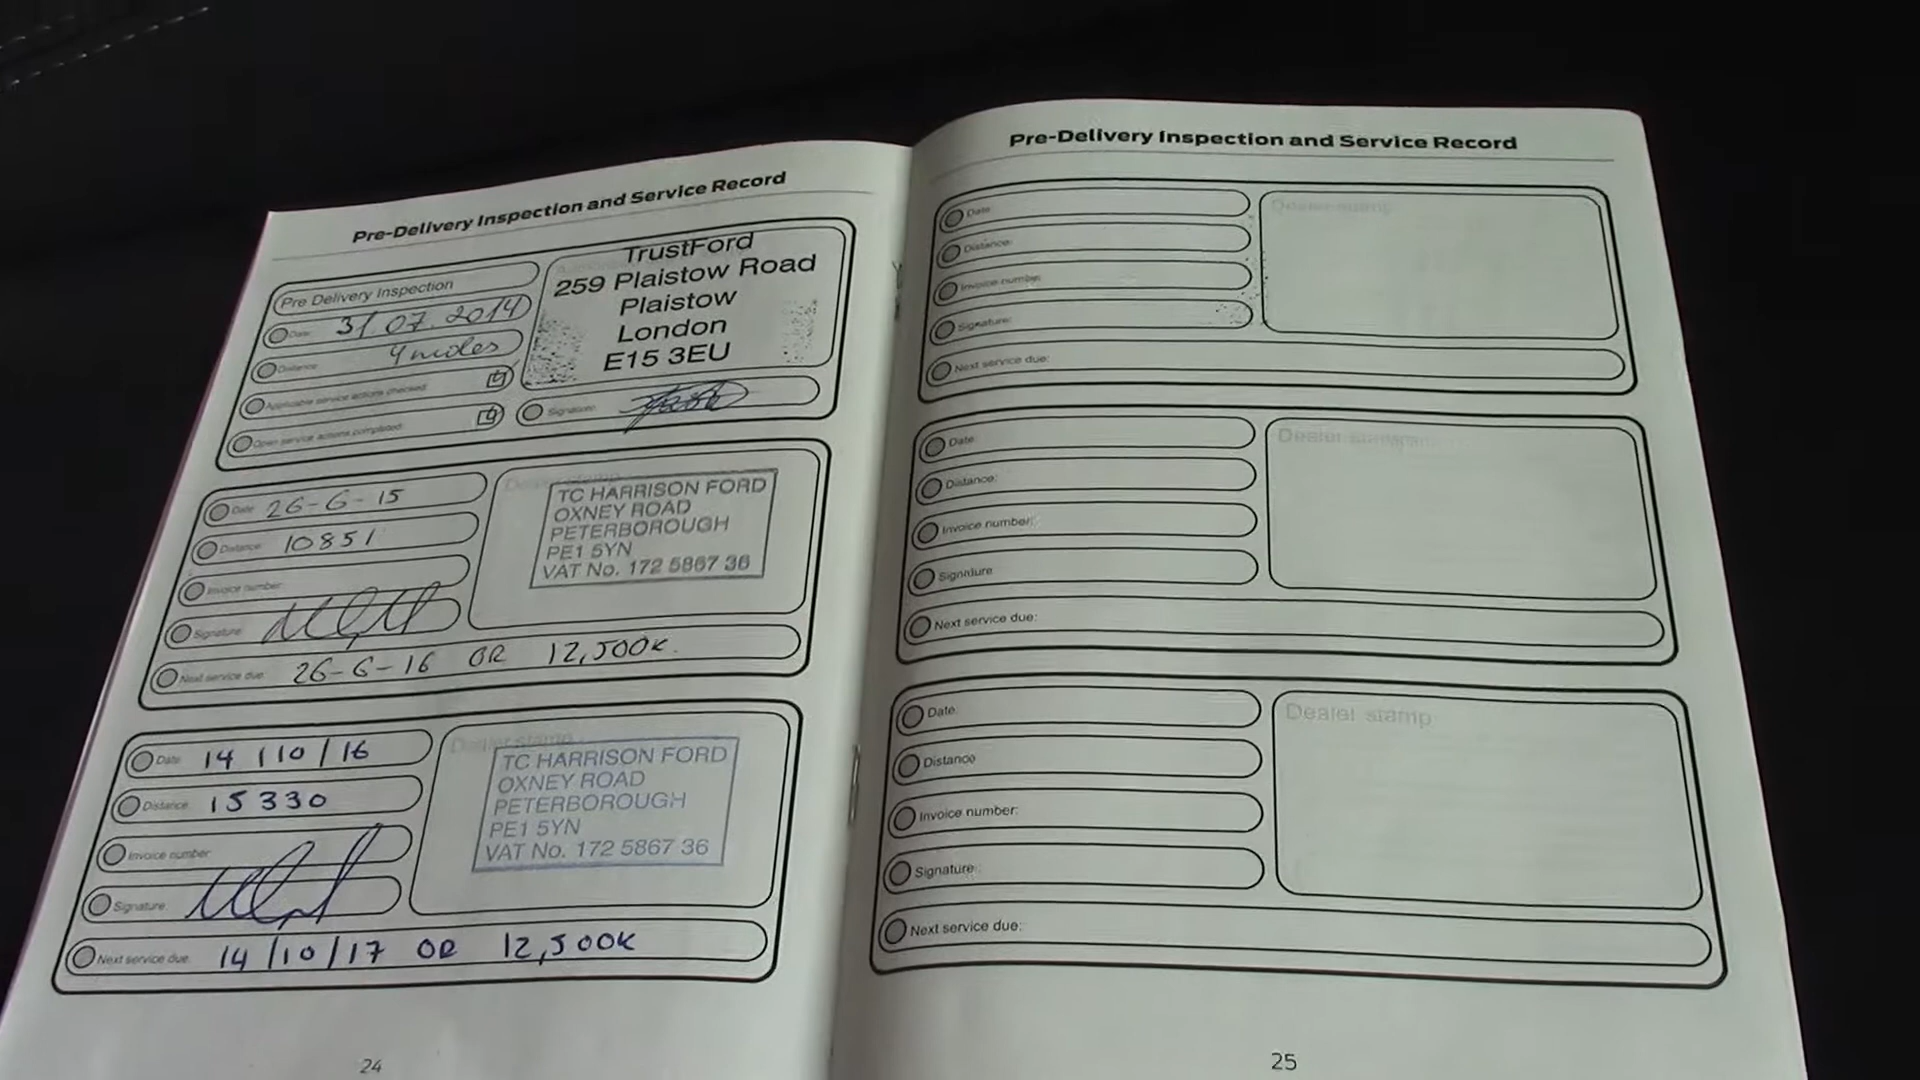 Pre-Delivery Inspection and Service Record
Pre Delivery Inspection
Date: 31 07.2014
Distance: 4 miles
Applicable service actions checked:
Open service actions completed:
TrustFord
259 Plaistow Road
Plaistow
London
E15 3EU
Signature:
Date: 26-6-15
Distance: 10851
Invoice number:
Signature:
Dealer stamp
TC HARRISON FORD
OXNEY ROAD
PETERBOROUGH
PE1 5YN
VAT No. 172 5867 36
Next service due: 26-6-16 OR 12,500K.
Date: 14/10/16
Distance: 15330
Invoice number:
Signature:
Dealer stamp
TC HARRISON FORD
OXNEY ROAD
PETERBOROUGH
PE1 5YN
VAT No. 172 5867 36
Next service due: 14/10/17 OR 12,500K
24
Pre-Delivery Inspection and Service Record
Date:
Distance:
Invoice number:
Signature:
Dealer stamp
Next service due:
Date:
Distance:
Invoice number:
Signature
Dealer stamp
Next service due:
Date:
Distance
Invoice number:
Signature:
Dealer stamp
Next service due:
25